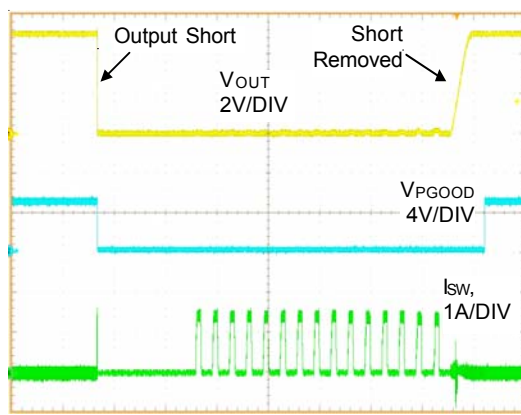 Output Short
Short
Removed
VOUT
2V/DIV
VPGOOD
4V/DIV
ISW,
1A/DIV